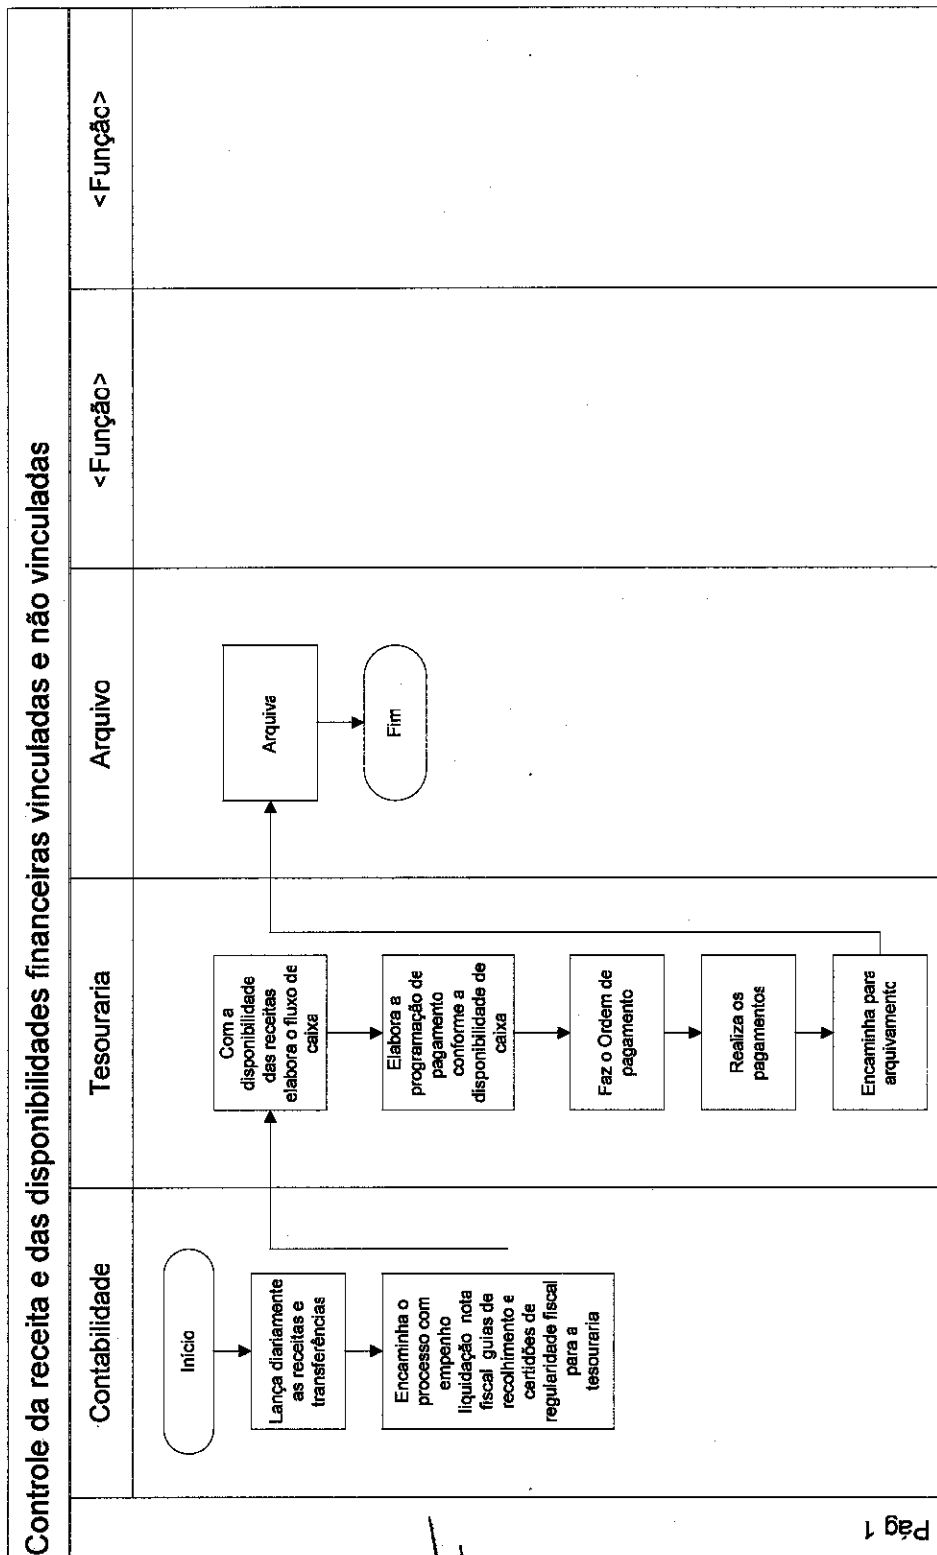 Controle da receita e das disponibilidades financeiras vinculadas e não vinculadas
Contabilidade
Tesouraria
Arquivo
<Função>
<Função>
Início
Lança diariamente
as receitas e
transferências
Encaminha o
processo com
empenho
liquidação nota
fiscal guias de
recolhimento e
certidões de
regularidade fiscal
para a
tesouraria
Com a
disponibilidade
das receitas
elabora o fluxo de
caixa
Elabora a
programação de
pagamento
conforme a
disponibilidade de
caixa
Faz o Ordem de
pagamento
Realiza os
pagamentos
Encaminha para
arquivamento
Arquiva
Fim
Pág 1